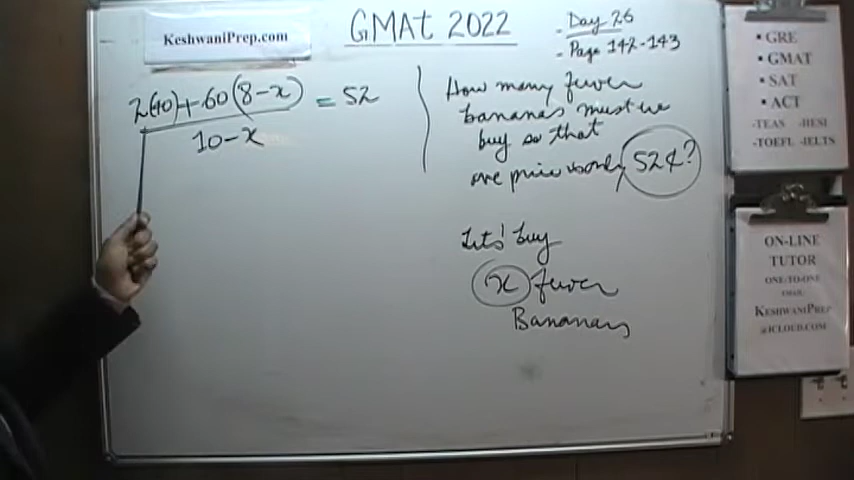 KeshwaniPrep.com
GMAt 2022
- Day 26
- Page 142-143
2(40)+60(8-x) = 52
10-x
How many fewer
bananas must we
buy so that
ave price is only 52¢?
Let's buy
x fewer
Bananas
▪ GRE
▪ GMAT
▪ SAT
▪ ACT
-TEAS -HESI
-TOEFL -IELTS
ON-LINE
TUTOR
ONE-TO-ONE
KESHWANIPREP
@ICLOUD.COM